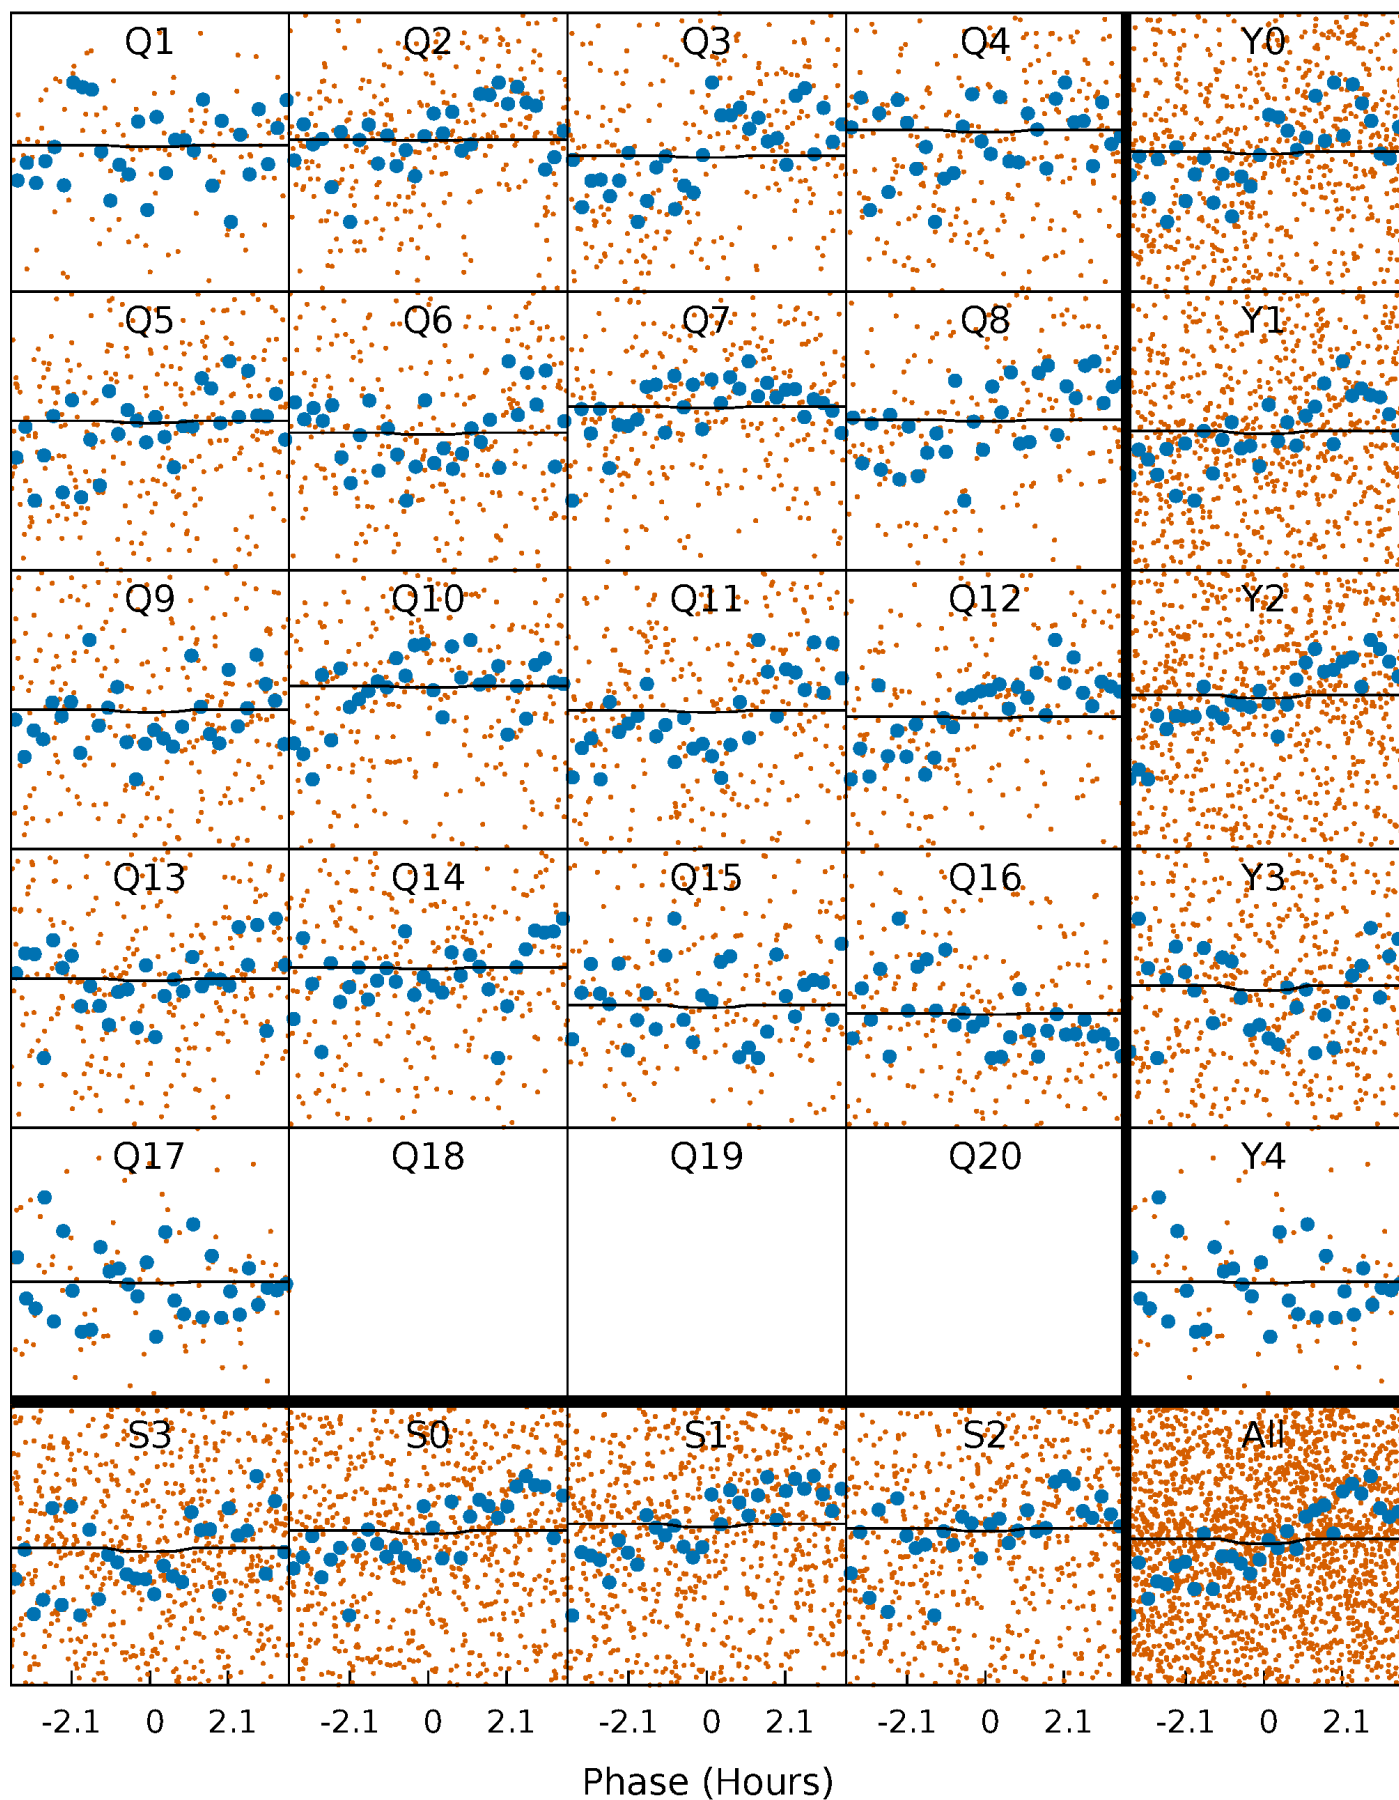 Q1 Q2 Q3 Q4 Y0
Q5 Q6 Q7 Q8 Y1
Q9 Q10 Q11 Q12 Y2
Q13 Q14 Q15 Q16 Y3
Q17 Q18 Q19 Q20 Y4
S3 S0 S1 S2 All
-2.1 0 2.1 -2.1 0 2.1 -2.1 0 2.1 -2.1 0 2.1 -2.1 0 2.1
Phase (Hours)